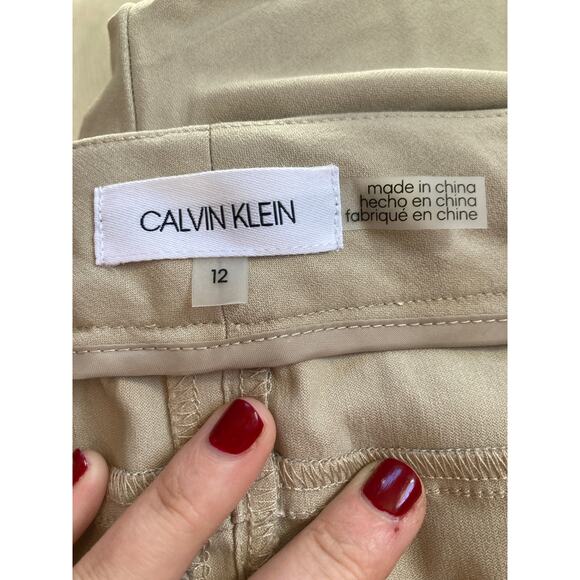 CALVIN KLEIN
12
made in china
hecho en china
fabriqué en chine